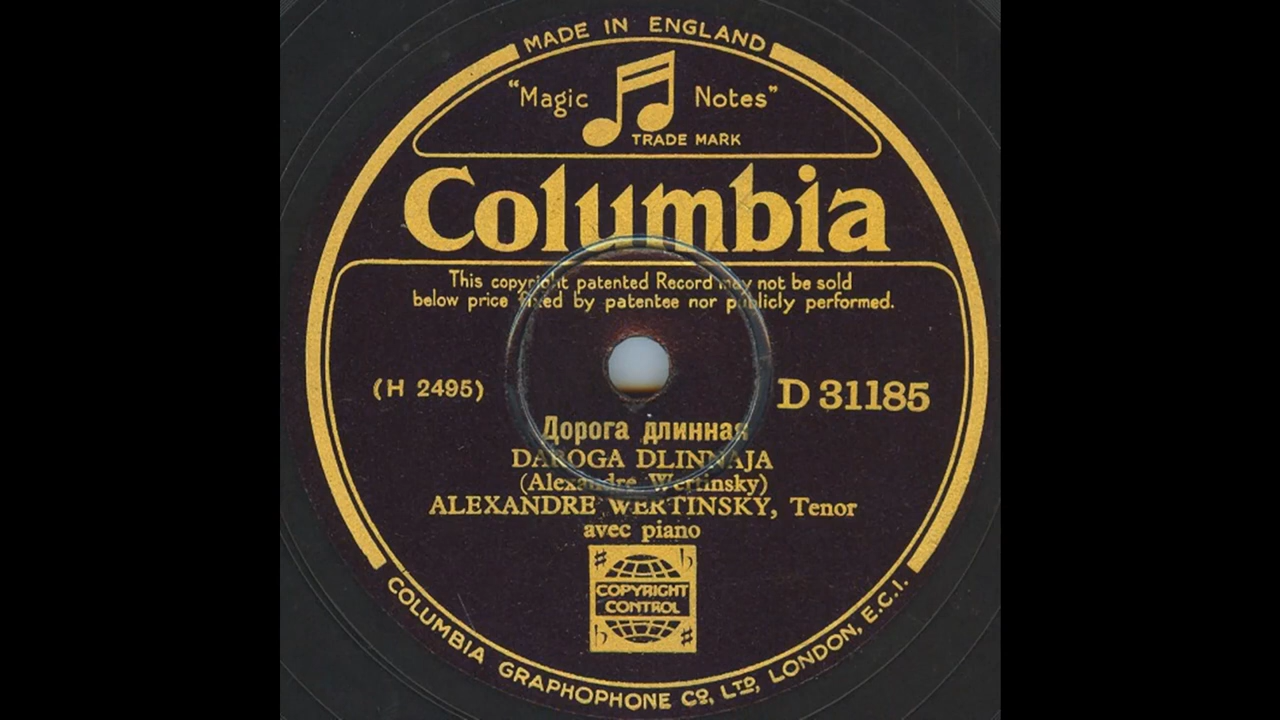 MADE IN ENGLAND
"Magic Notes"
TRADE MARK
Columbia
This copyright patented Record may not be sold
below price fixed by patentee nor publicly performed.
(H 2495)
D 31185
Дорога длинная
DAROGA DLINNAJA
(Alexandre Wertinsky)
ALEXANDRE WERTINSKY, Tenor
avec piano
COPYRIGHT
CONTROL
COLUMBIA GRAPHOPHONE Co., LTD., LONDON, E.C.1.